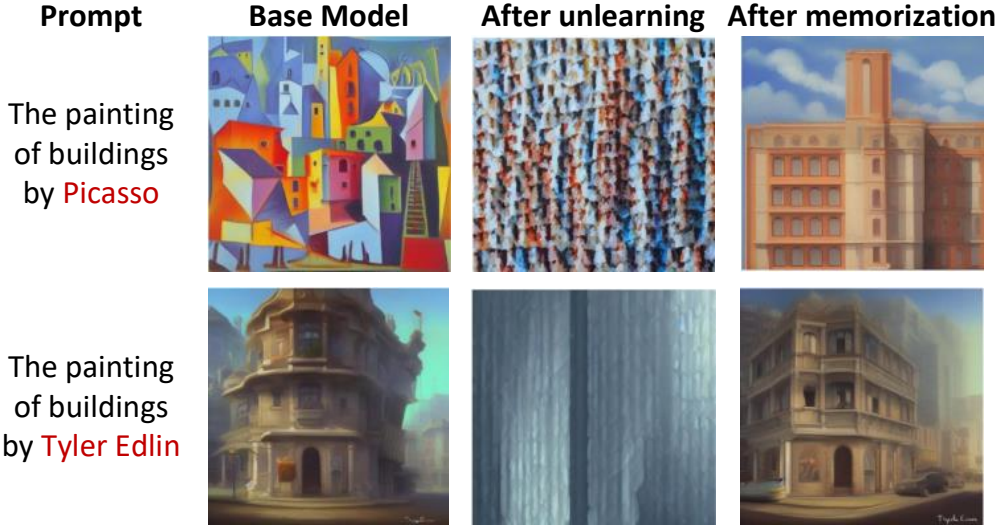 Prompt Base Model After unlearning After memorization
The painting
of buildings
by Picasso
The painting
of buildings
by Tyler Edlin